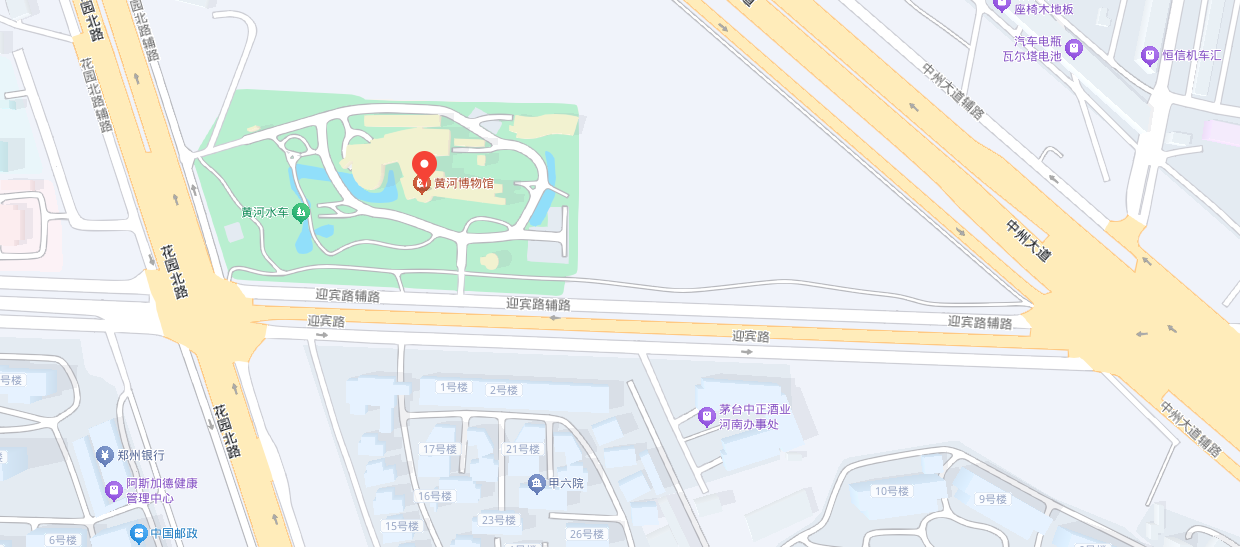 花园北路
花园北路辅路
花园北路辅路
座椅木地板
汽车电瓶
瓦尔塔电池
恒信机车汇
中州大道辅路
黄河博物馆
黄河水车
中州大道
花园北路
迎宾路辅路
迎宾路辅路
迎宾路辅路
迎宾路
迎宾路
号楼
1号楼
2号楼
茅台中正酒业
河南办事处
中州大道辅路
花园北路
17号楼
21号楼
郑州银行
阿斯加德健康
管理中心
甲六院
16号楼
10号楼
9号楼
15号楼
23号楼
26号楼
中国邮政
6号楼